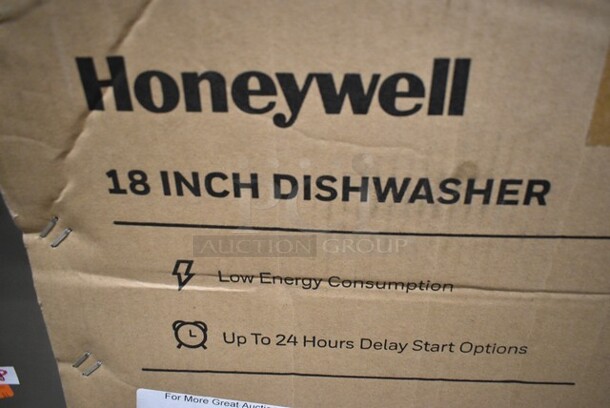 Honeywell
18 INCH DISHWASHER
AUCTION GROUP
Low Energy Consumption
Up To 24 Hours Delay Start Options
For More Great